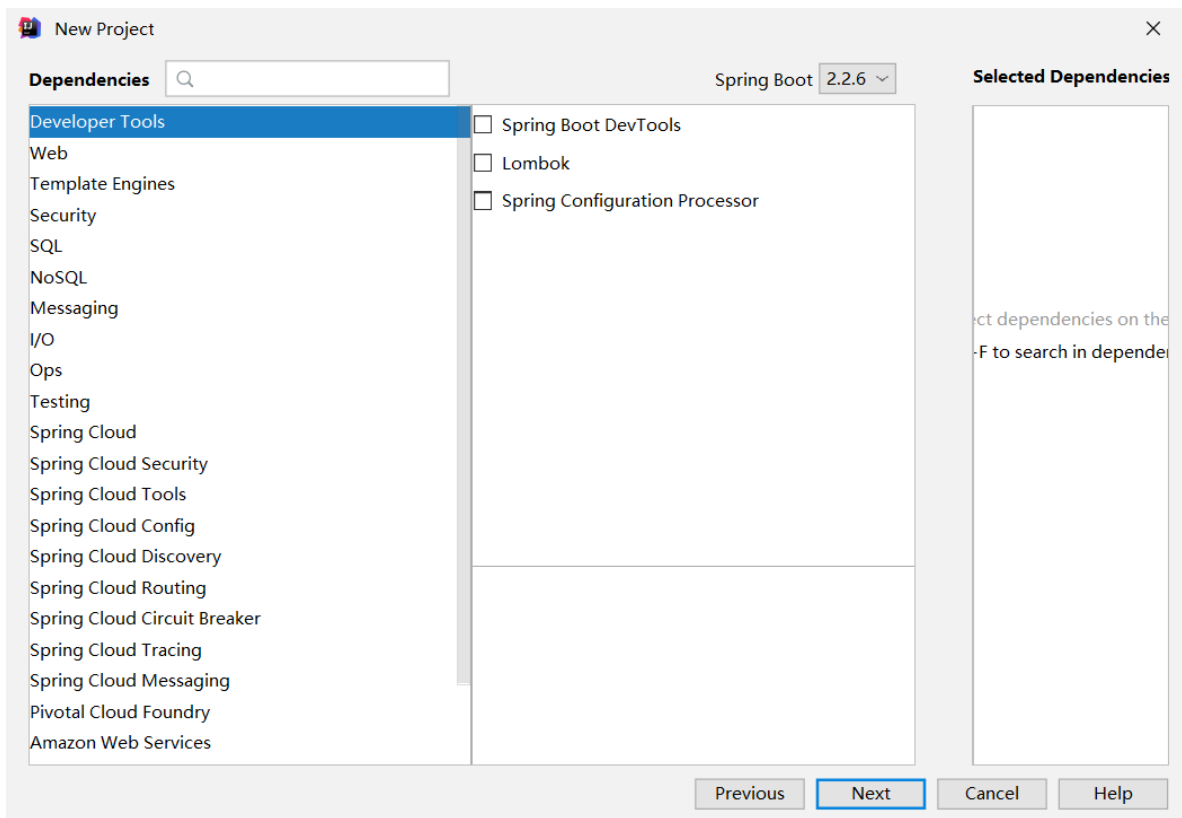 New Project
Dependencies
Spring Boot 2.2.6
Selected Dependencies
Developer Tools
Web
Template Engines
Security
SQL
NoSQL
Messaging
I/O
Ops
Testing
Spring Cloud
Spring Cloud Security
Spring Cloud Tools
Spring Cloud Config
Spring Cloud Discovery
Spring Cloud Routing
Spring Cloud Circuit Breaker
Spring Cloud Tracing
Spring Cloud Messaging
Pivotal Cloud Foundry
Amazon Web Services
Spring Boot DevTools
Lombok
Spring Configuration Processor
ct dependencies on the
-F to search in depende
Previous
Next
Cancel
Help